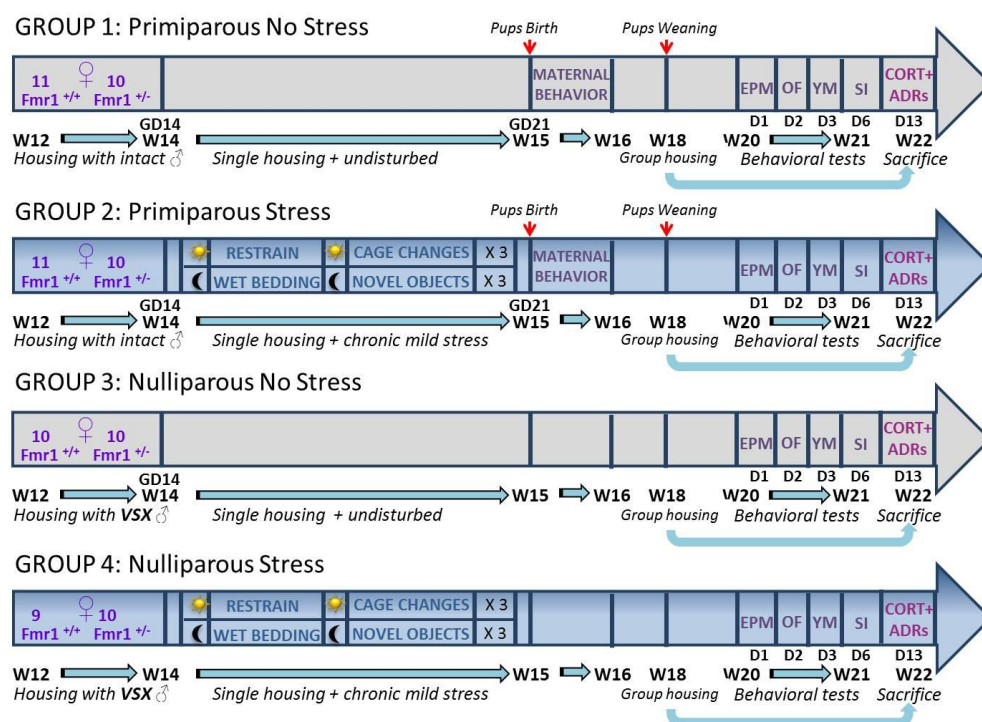 GROUP 1: Primiparous No Stress
Pups Birth Pups Weaning
11 ♀ 10
Fmr1 +/+ Fmr1 +/-
MATERNAL BEHAVIOR
EPM OF YM SI CORT+ ADRs
GD14 GD21 D1 D2 D3 D6 D13
W12 W14 W15 W16 W18 W20 W21 W22
Housing with intact ♂ Single housing + undisturbed Group housing Behavioral tests Sacrifice
GROUP 2: Primiparous Stress
Pups Birth Pups Weaning
11 ♀ 10
Fmr1 +/+ Fmr1 +/-
RESTRAIN CAGE CHANGES X 3
WET BEDDING NOVEL OBJECTS X 3
MATERNAL BEHAVIOR
EPM OF YM SI CORT+ ADRs
GD14 GD21 D1 D2 D3 D6 D13
W12 W14 W15 W16 W18 W20 W21 W22
Housing with intact ♂ Single housing + chronic mild stress Group housing Behavioral tests Sacrifice
GROUP 3: Nulliparous No Stress
10 ♀ 10
Fmr1 +/+ Fmr1 +/-
EPM OF YM SI CORT+ ADRs
GD14 D1 D2 D3 D6 D13
W12 W14 W15 W16 W18 W20 W21 W22
Housing with VSX ♂ Single housing + undisturbed Group housing Behavioral tests Sacrifice
GROUP 4: Nulliparous Stress
9 ♀ 10
Fmr1 +/+ Fmr1 +/-
RESTRAIN CAGE CHANGES X 3
WET BEDDING NOVEL OBJECTS X 3
EPM OF YM SI CORT+ ADRs
D1 D2 D3 D6 D13
W12 W14 W15 W16 W18 W20 W21 W22
Housing with VSX ♂ Single housing + chronic mild stress Group housing Behavioral tests Sacrifice